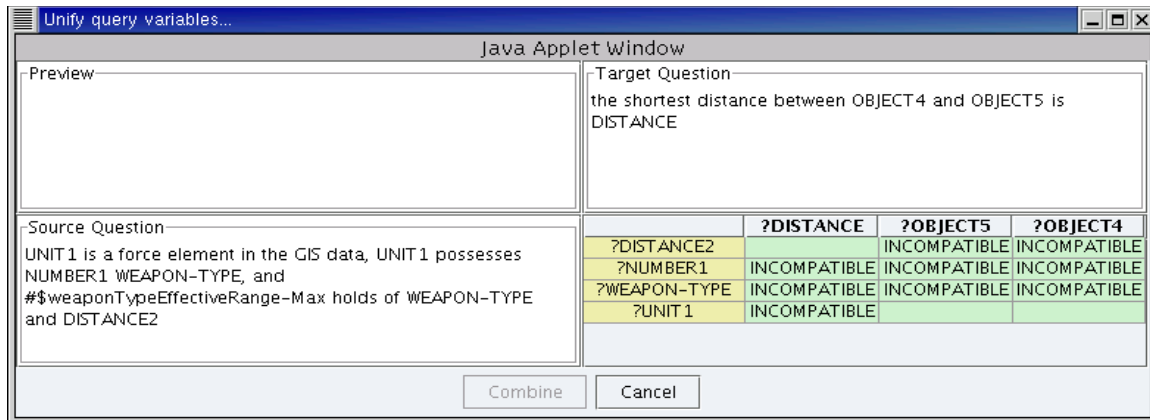 Unify query variables...
Java Applet Window
Preview
Target Question
the shortest distance between OBJECT4 and OBJECT5 is
DISTANCE
Source Question
UNIT1 is a force element in the GIS data, UNIT1 possesses
NUMBER1 WEAPON-TYPE, and
#$weaponTypeEffectiveRange-Max holds of WEAPON-TYPE
and DISTANCE2
?DISTANCE ?OBJECT5 ?OBJECT4
?DISTANCE2 INCOMPATIBLE INCOMPATIBLE
?NUMBER1 INCOMPATIBLE INCOMPATIBLE INCOMPATIBLE
?WEAPON-TYPE INCOMPATIBLE INCOMPATIBLE INCOMPATIBLE
?UNIT1 INCOMPATIBLE
Combine Cancel